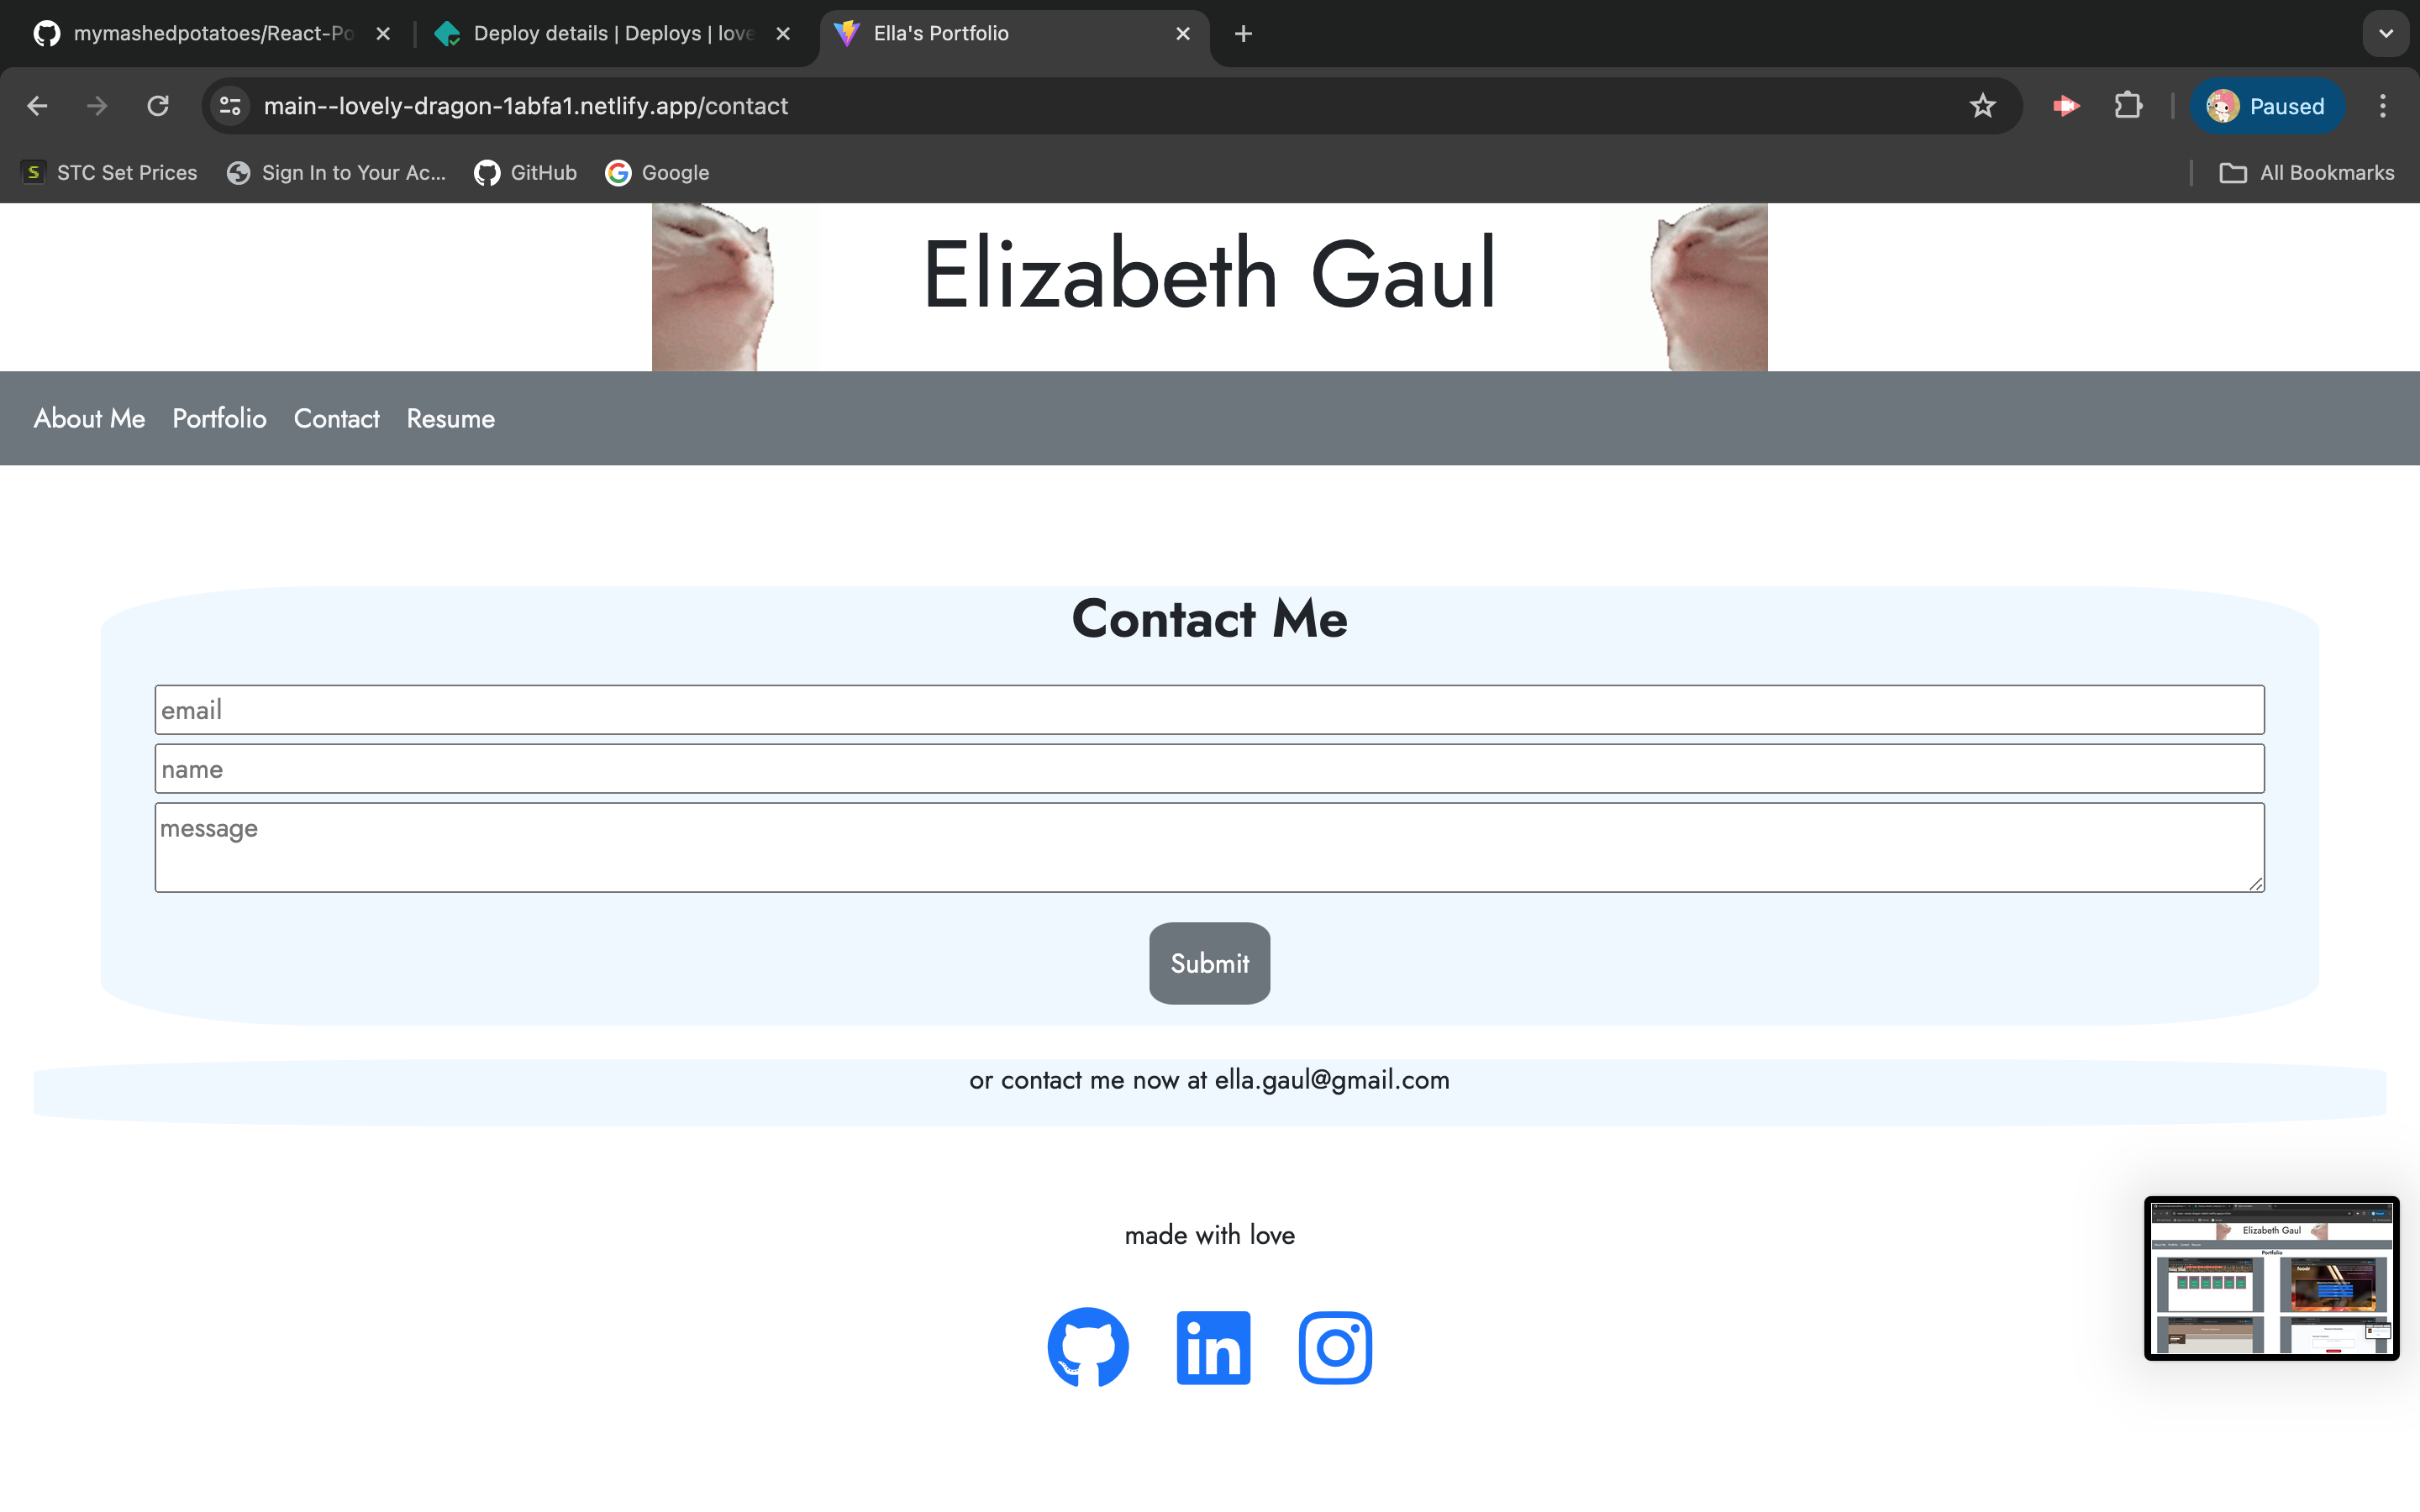 mymashedpotatoes/React-Po
Deploy details | Deploys | love
Ella's Portfolio
main--lovely-dragon-1abfa1.netlify.app/contact
Paused
STC Set Prices
Sign In to Your Ac...
GitHub
Google
All Bookmarks
Elizabeth Gaul
About Me Portfolio Contact Resume
Contact Me
email
name
message
Submit
or contact me now at ella.gaul@gmail.com
made with love
in
Elizabeth Gaul
Portfolio